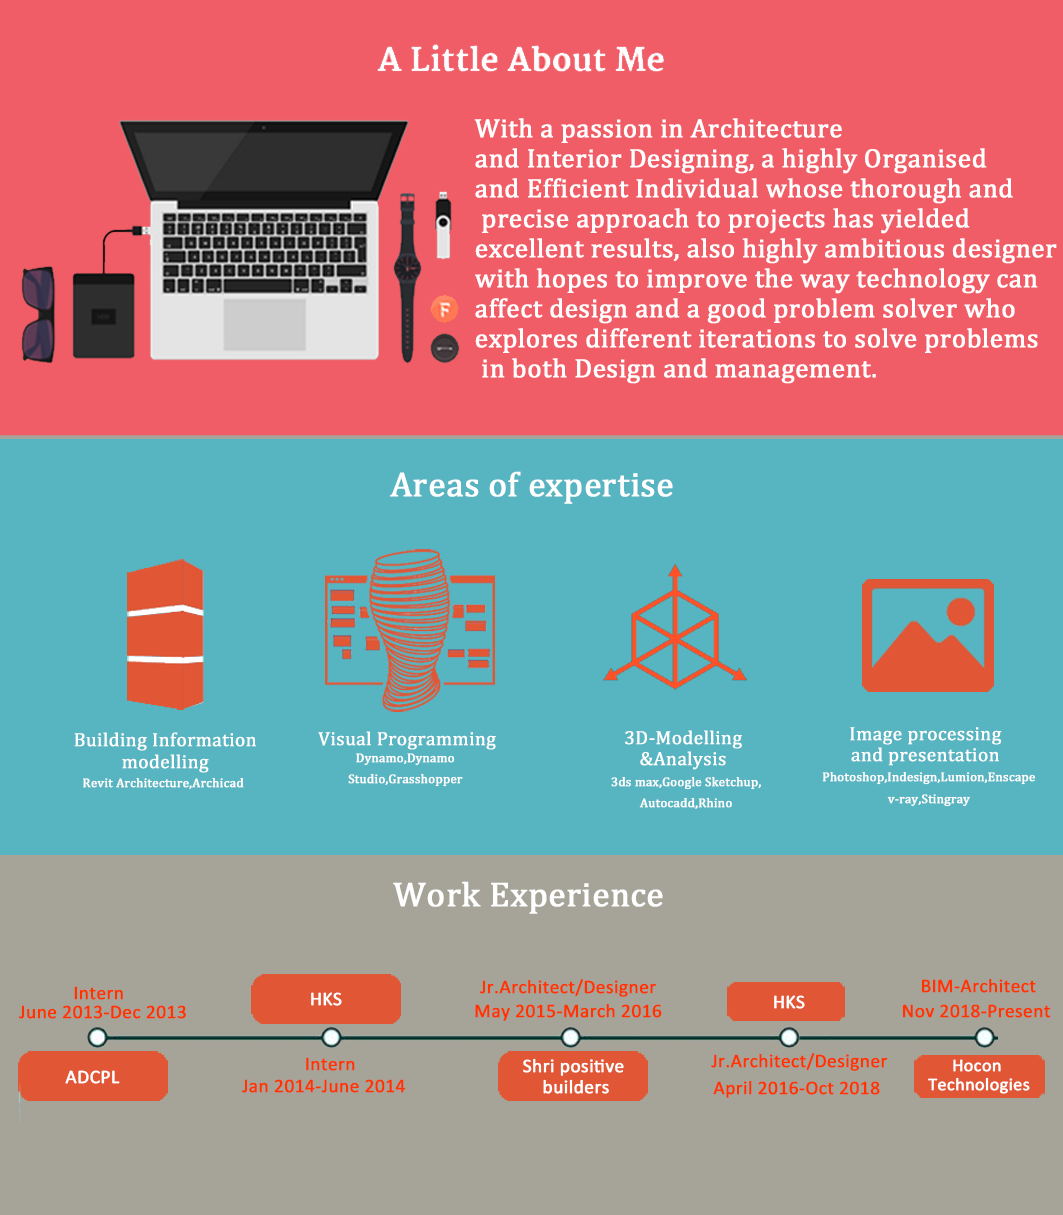 A Little About Me
With a passion in Architecture
and Interior Designing, a highly Organised
and Efficient Individual whose thorough and
precise approach to projects has yielded
excellent results, also highly ambitious designer
with hopes to improve the way technology can
affect design and a good problem solver who
explores different iterations to solve problems
in both Design and management.
F
Areas of expertise
Building Information
modelling
Revit Architecture,Archicad
Visual Programming
Dynamo,Dynamo
Studio,Grasshopper
3D-Modelling
&Analysis
3ds max,Google Sketchup,
Autocadd,Rhino
Image processing
and presentation
Photoshop,Indesign,Lumion,Enscape
v-ray,Stingray
Work Experience
Intern
June 2013-Dec 2013
ADCPL
HKS
Intern
Jan 2014-June 2014
Jr.Architect/Designer
May 2015-March 2016
Shri positive
builders
HKS
Jr.Architect/Designer
April 2016-Oct 2018
BIM-Architect
Nov 2018-Present
Hocon
Technologies